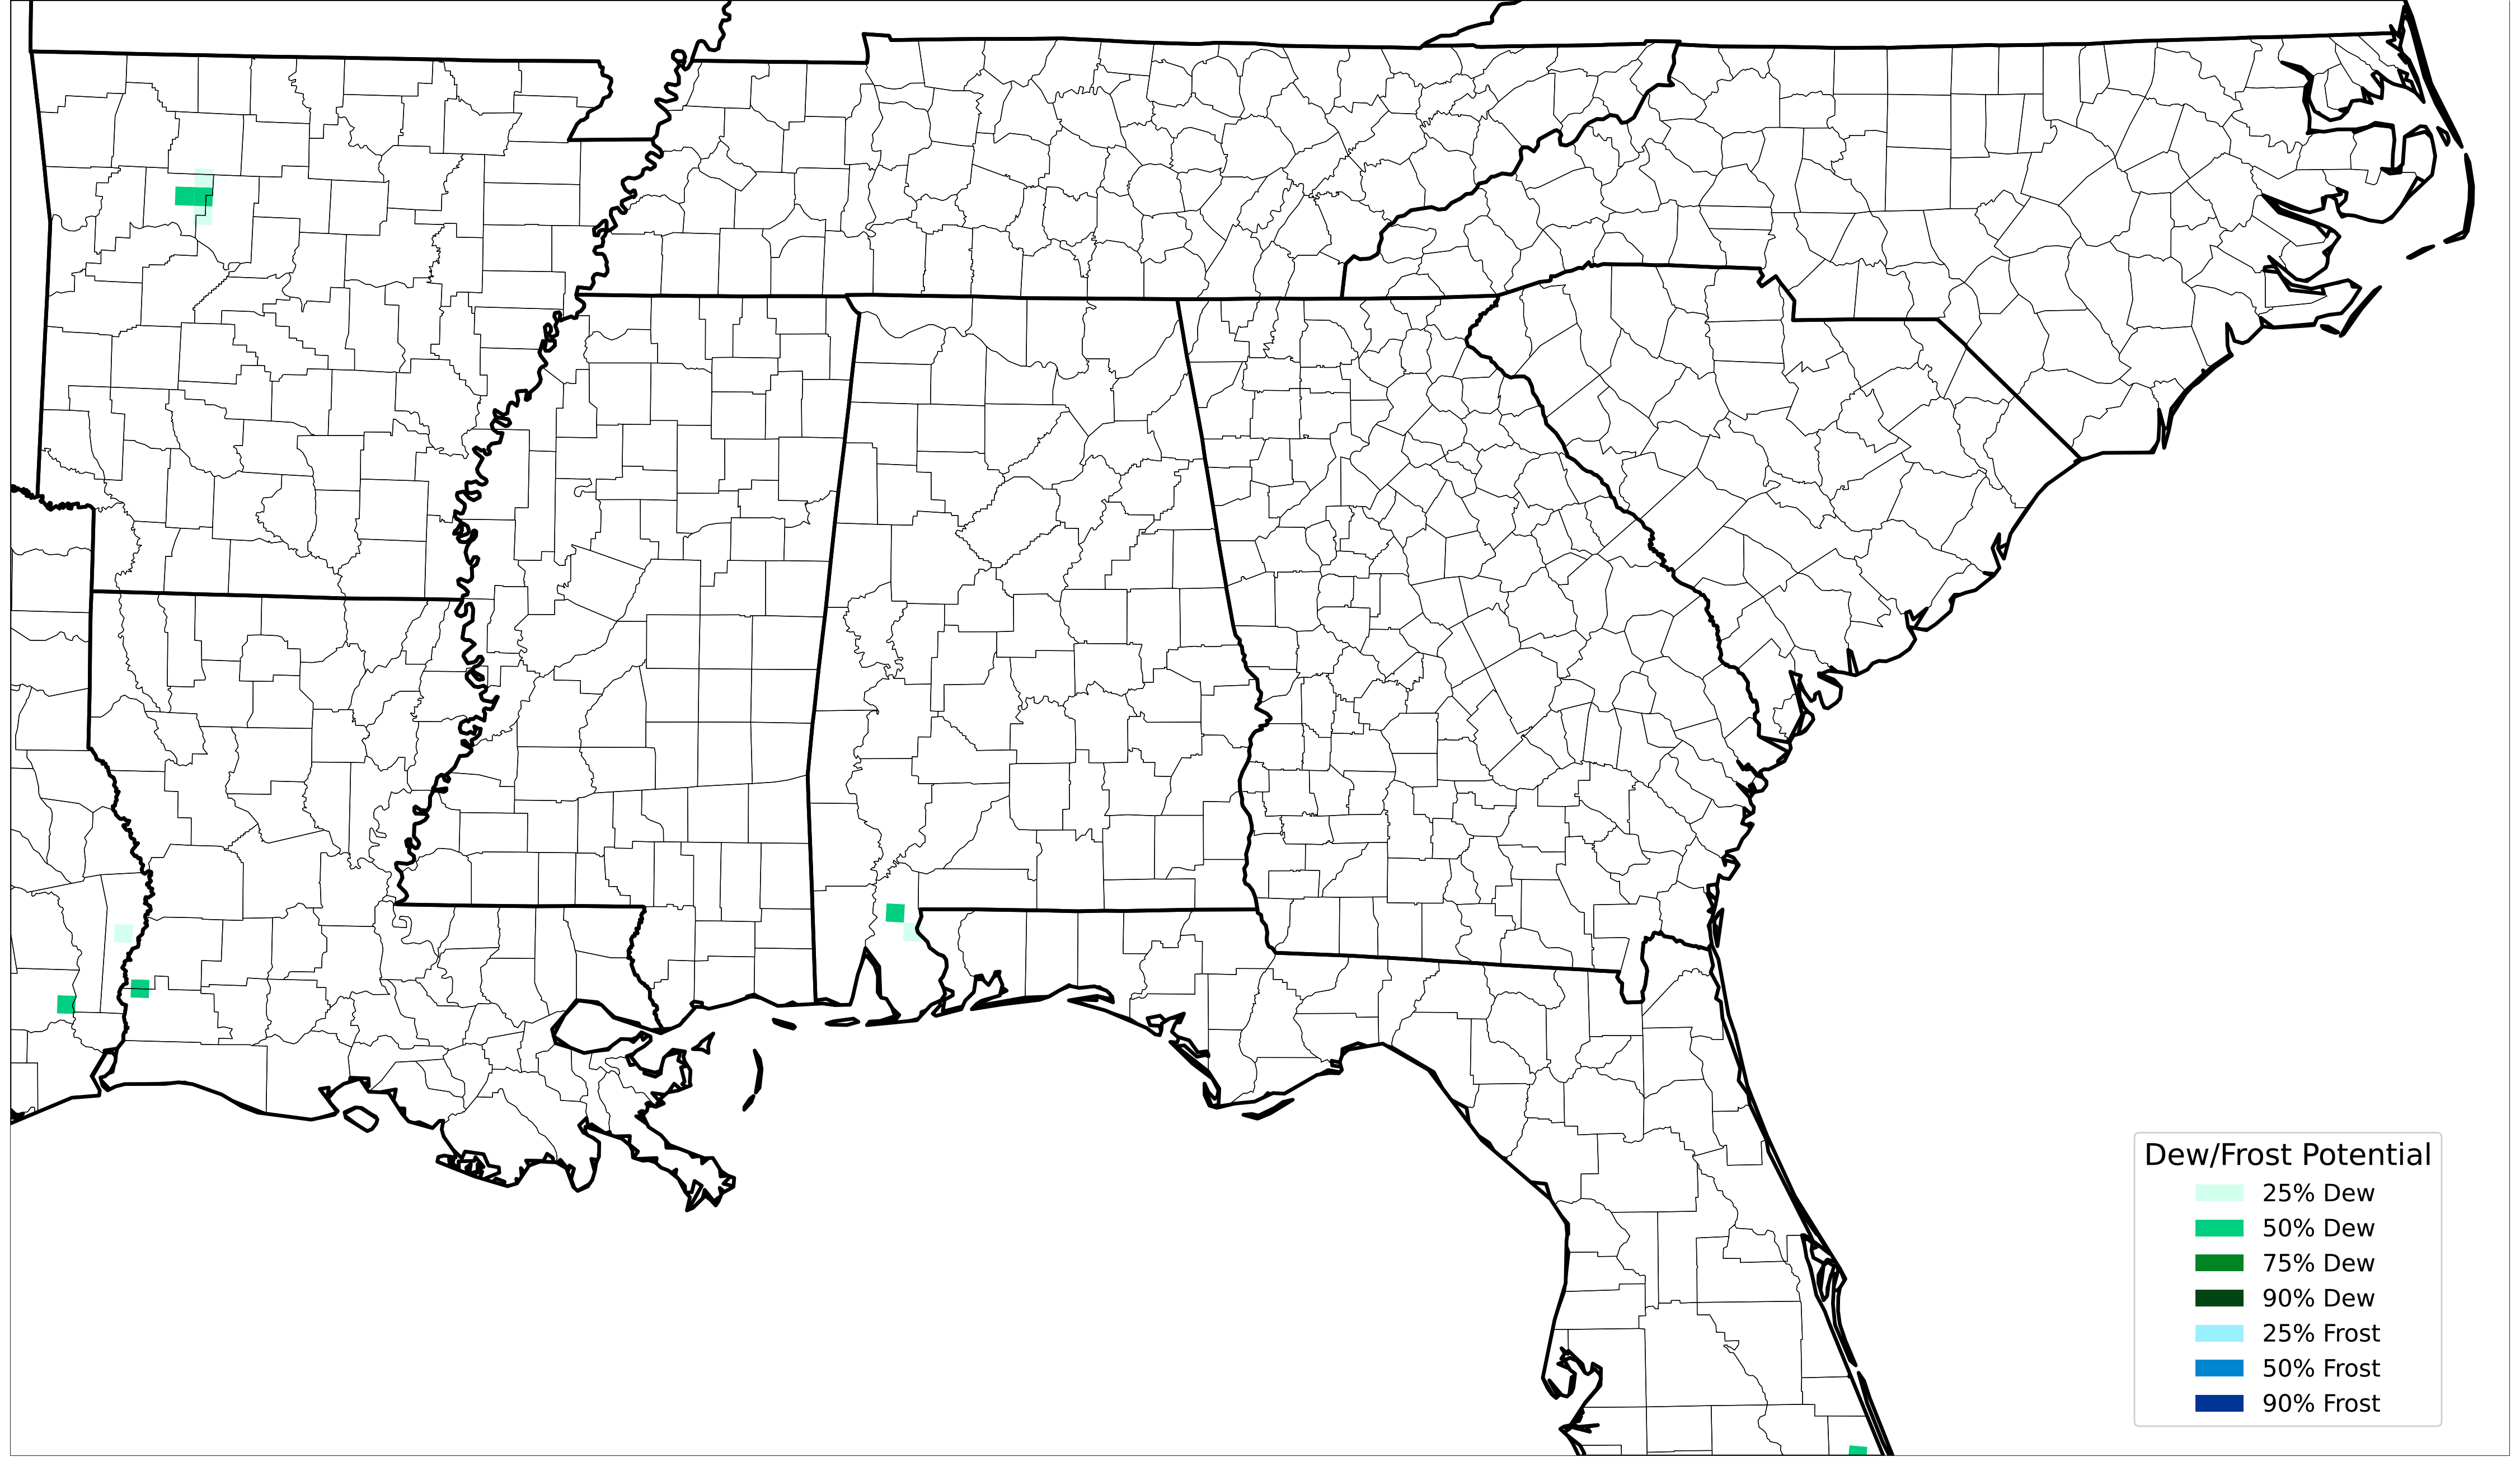 Dew/Frost Potential
25% Dew
50% Dew
75% Dew
90% Dew
25% Frost
50% Frost
90% Frost